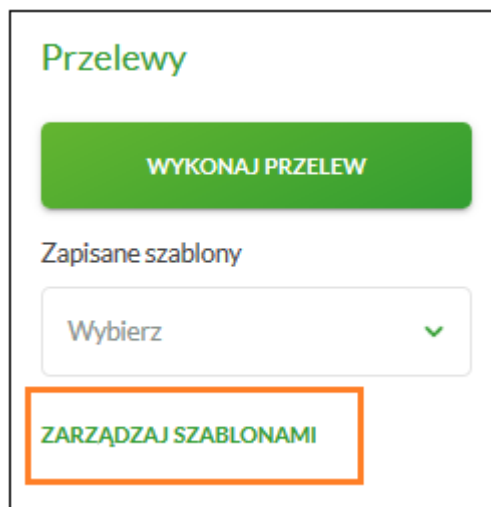 Przelewy
WYKONAJ PRZELEW
Zapisane szablony
Wybierz
ZARZĄDZAJ SZABLONAMI